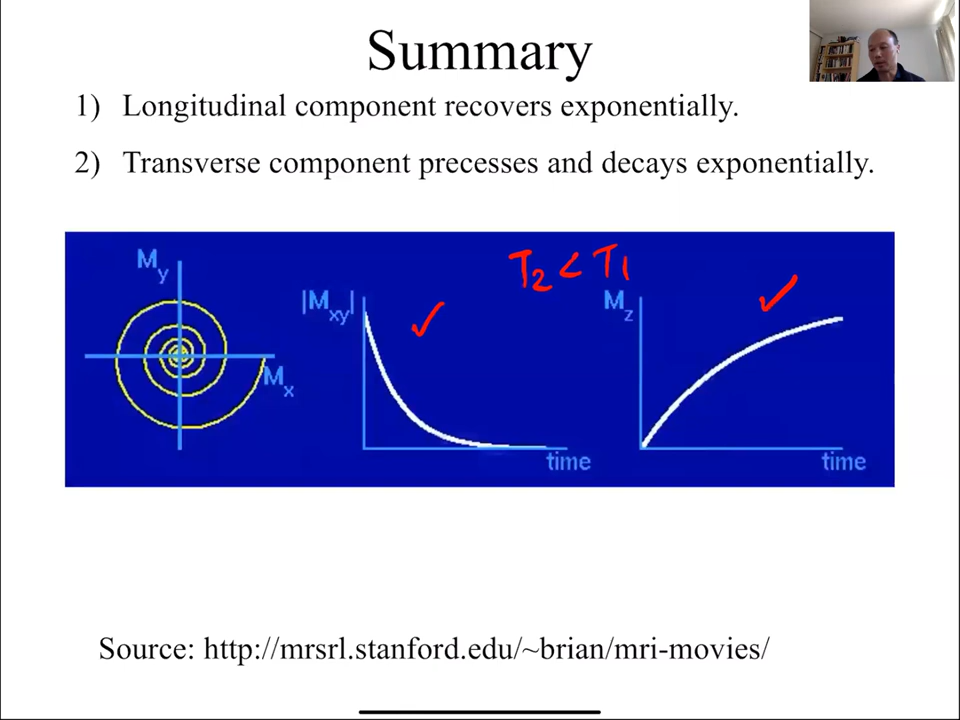 Summary
1) Longitudinal component recovers exponentially.
2) Transverse component precesses and decays exponentially.
T2 < T1
My
|Mxy|
Mz
Mx
time
time
Source: http://mrsrl.stanford.edu/~brian/mri-movies/